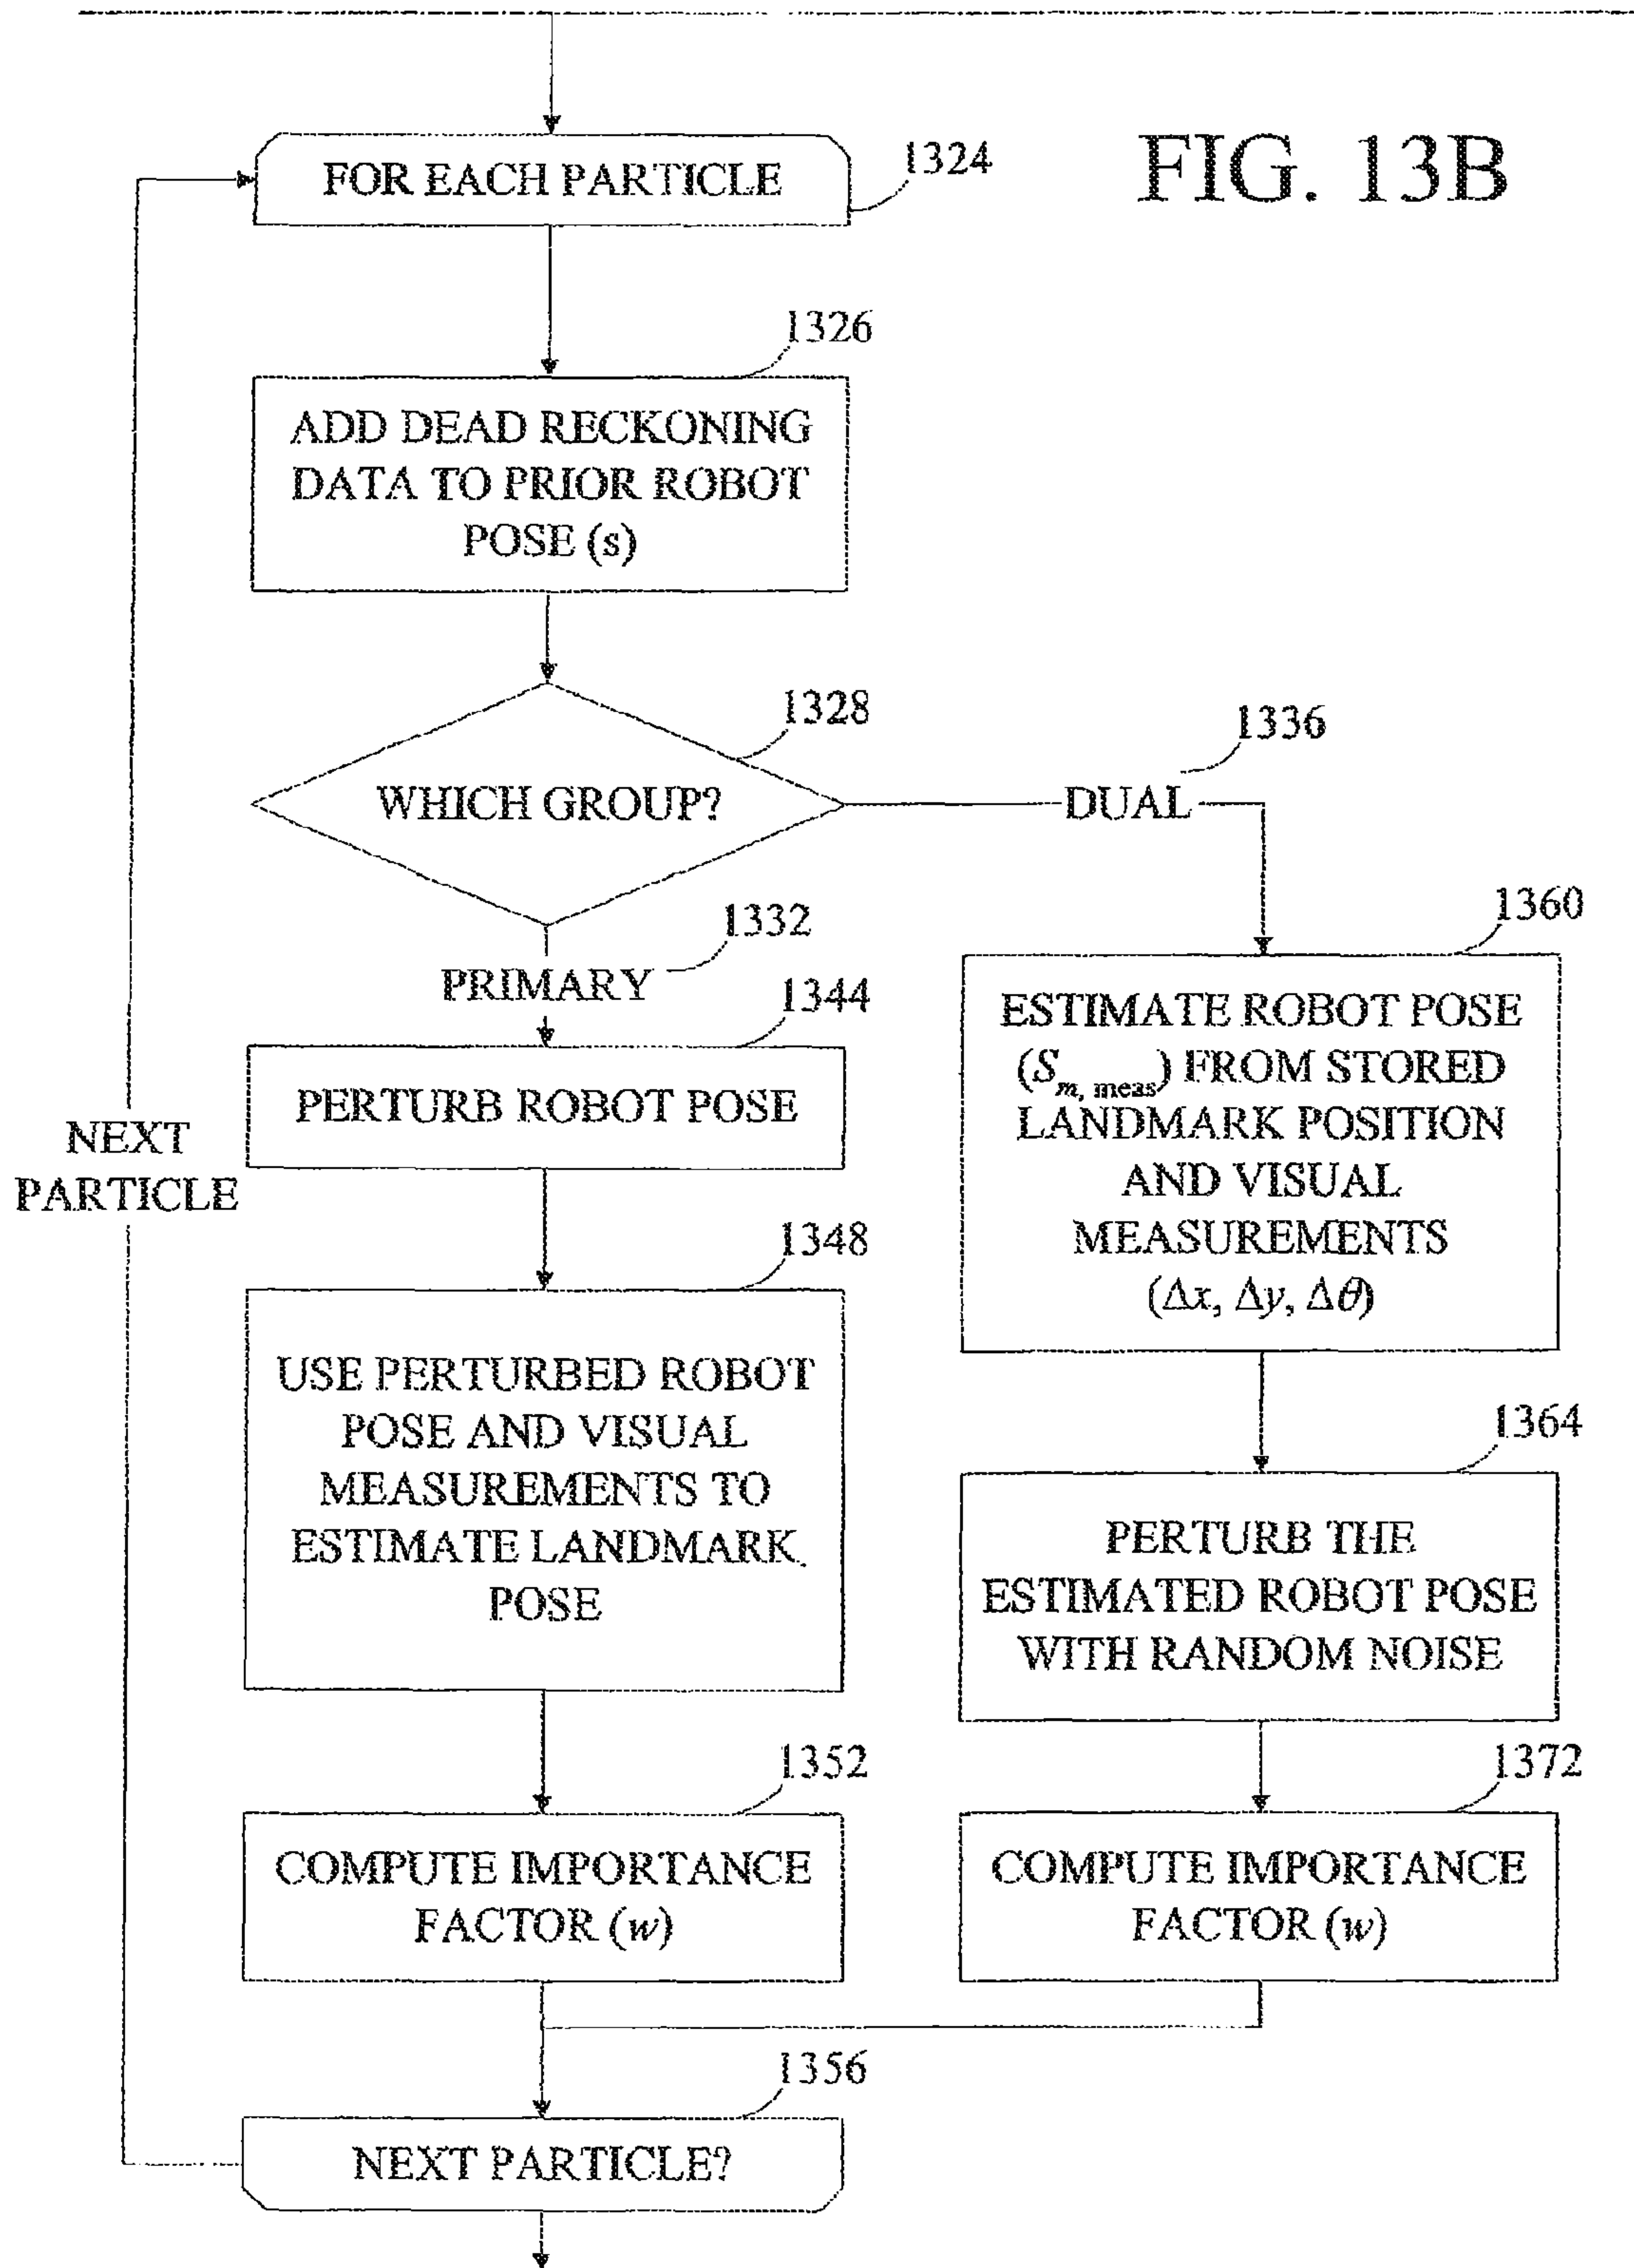 FIG. 13B
FOR EACH PARTICLE
1324
1326
ADD DEAD RECKONING
DATA TO PRIOR ROBOT
POSE (s)
1328
WHICH GROUP?
1336
DUAL
1332
PRIMARY
1344
PERTURB ROBOT POSE
NEXT
PARTICLE
1348
USE PERTURBED ROBOT
POSE AND VISUAL
MEASUREMENTS TO
ESTIMATE LANDMARK
POSE
1352
COMPUTE IMPORTANCE
FACTOR (w)
1360
ESTIMATE ROBOT POSE
(S_m, meas) FROM STORED
LANDMARK POSITION
AND VISUAL
MEASUREMENTS
(Δx, Δy, Δθ)
1364
PERTURB THE
ESTIMATED ROBOT POSE
WITH RANDOM NOISE
1372
COMPUTE IMPORTANCE
FACTOR (w)
1356
NEXT PARTICLE?